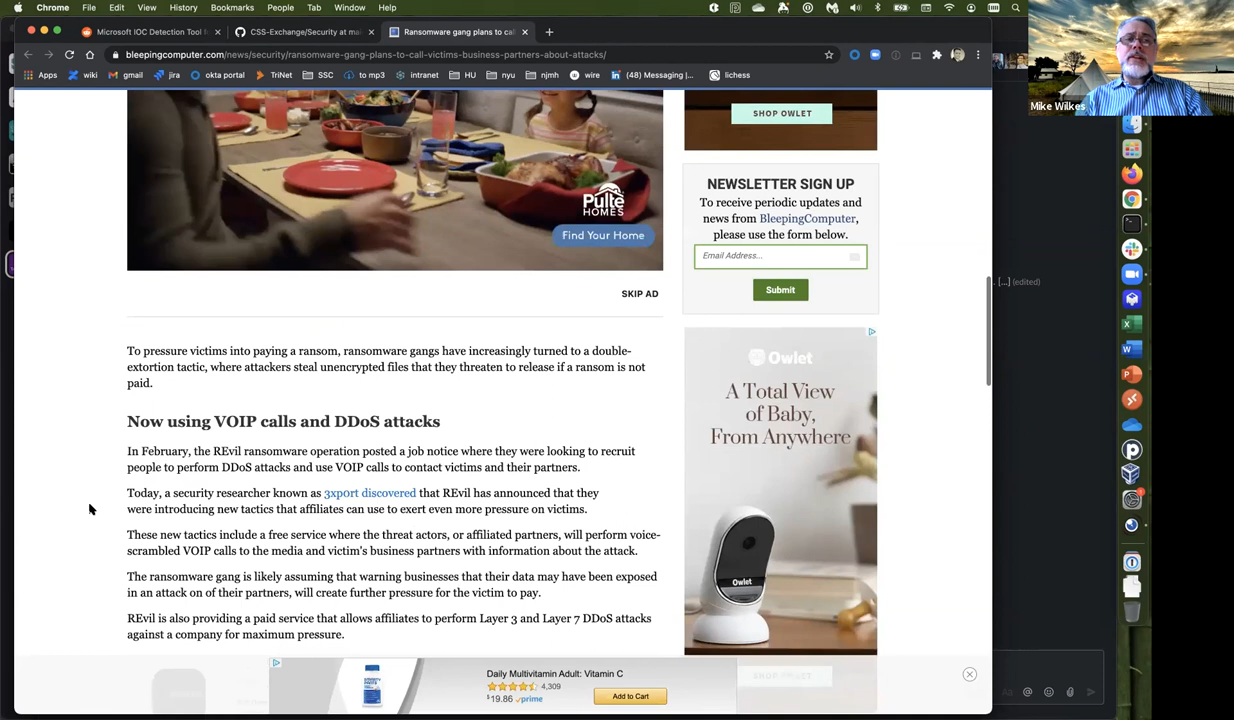 Chrome File Edit View History Bookmarks People Tab Window Help
Microsoft IOC Detection Tool f
CSS-Exchange/Security at ma
Ransomware gang plans to cal
bleepingcomputer.com/news/security/ransomware-gang-plans-to-call-victims-business-partners-about-attacks/
Apps wiki gmail jira okta portal TriNet SSC to mp3 intranet HU nyu njmh wire (48) Messaging |... lichess
Mike Wilkes
SHOP OWLET
Pulte
HOMES
Find Your Home
SKIP AD
NEWSLETTER SIGN UP
To receive periodic updates and
news from BleepingComputer,
please use the form below.
Email Address...
Submit
[...] (edited)
To pressure victims into paying a ransom, ransomware gangs have increasingly turned to a double-
extortion tactic, where attackers steal unencrypted files that they threaten to release if a ransom is not
paid.
Now using VOIP calls and DDoS attacks
In February, the REvil ransomware operation posted a job notice where they were looking to recruit
people to perform DDoS attacks and use VOIP calls to contact victims and their partners.
Today, a security researcher known as 3xp0rt discovered that REvil has announced that they
were introducing new tactics that affiliates can use to exert even more pressure on victims.
These new tactics include a free service where the threat actors, or affiliated partners, will perform voice-
scrambled VOIP calls to the media and victim's business partners with information about the attack.
The ransomware gang is likely assuming that warning businesses that their data may have been exposed
in an attack on of their partners, will create further pressure for the victim to pay.
REvil is also providing a paid service that allows affiliates to perform Layer 3 and Layer 7 DDoS attacks
against a company for maximum pressure.
Owlet
A Total View
of Baby,
From Anywhere
Owlet
SHOP OWLET
Daily Multivitamin Adult: Vitamin C
4,309
$19.86 prime
Add to Cart
Aa